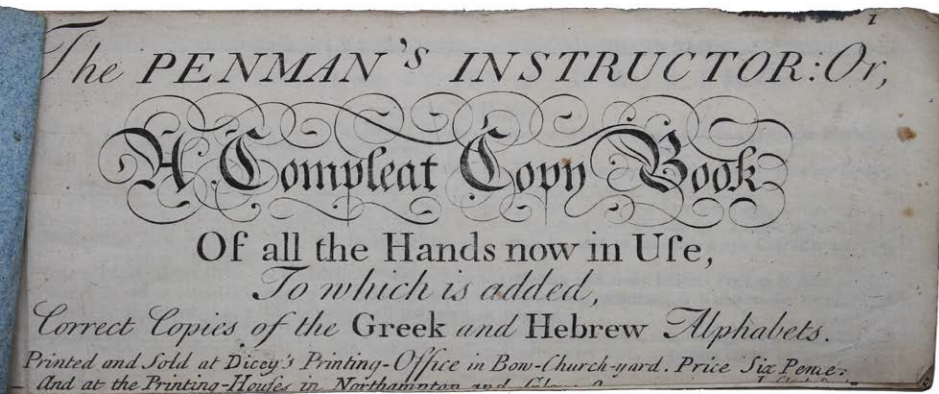 1
The PENMAN's INSTRUCTOR: Or,
A Compleat Copy Book
Of all the Hands now in Uſe,
To which is added,
Correct Copies of the Greek and Hebrew Alphabets.
Printed and Sold at Dicey's Printing-Office in Bow-Church-yard. Price Six Pence:
And at the Printing-Houſes in Northampton and